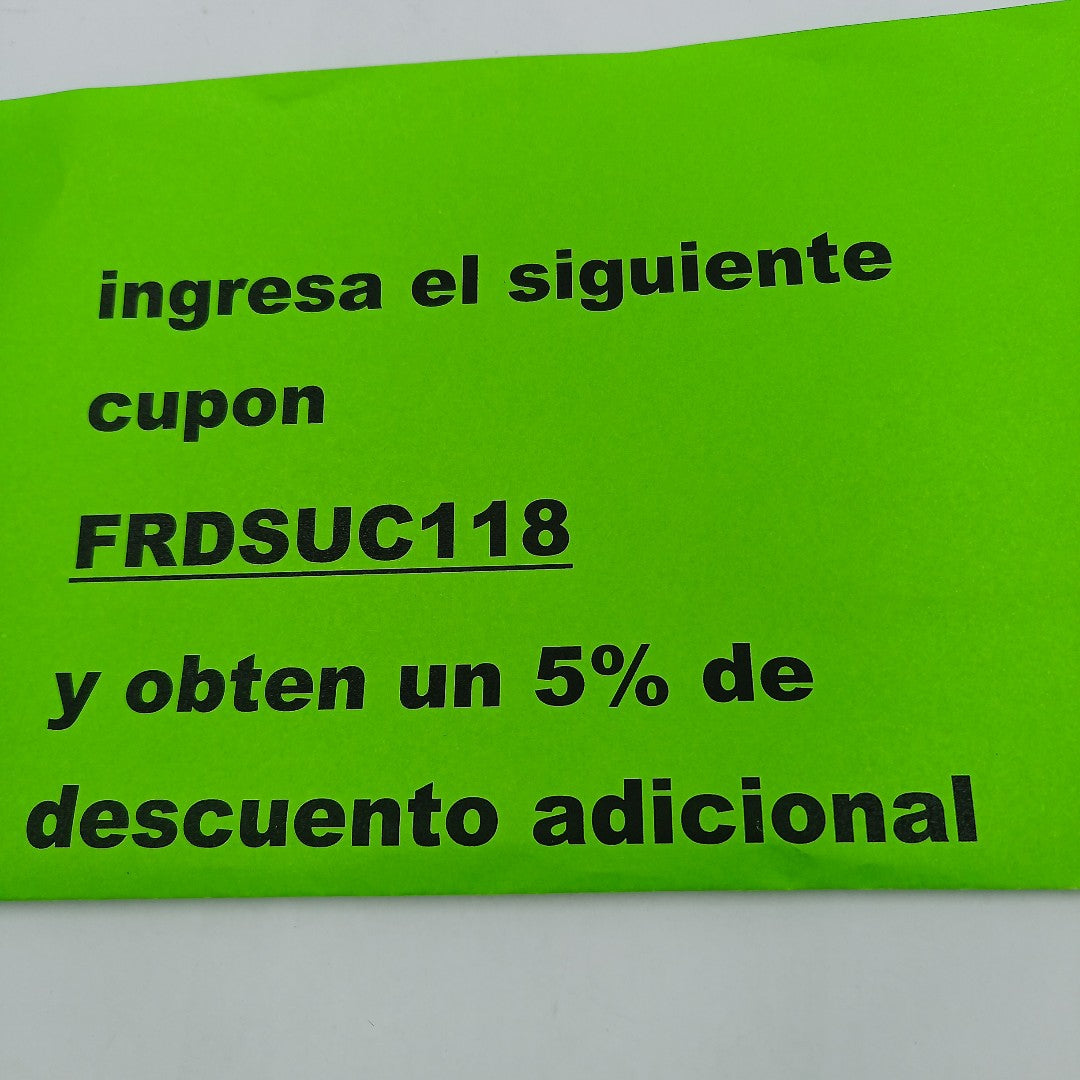 ingresa el siguiente
cupon
FRDSUC118
y obten un 5% de
descuento adicional